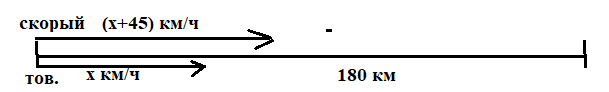 скорый (х+45) км/ч
тов. х км/ч
180 км